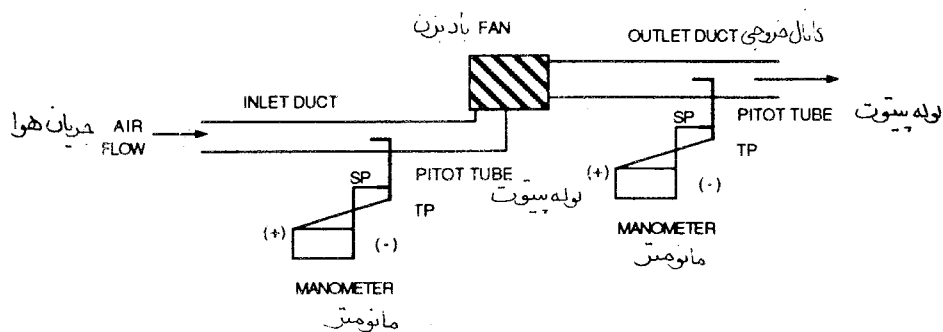 بادبزن FAN
OUTLET DUCT کانال خروجی
INLET DUCT
جریان هوا AIR FLOW
PITOT TUBE لوله پیتوت
SP
TP
(+)
(-)
MANOMETER
مانومتر
PITOT TUBE
لوله پیتوت
SP
TP
(+)
(-)
MANOMETER
مانومتر